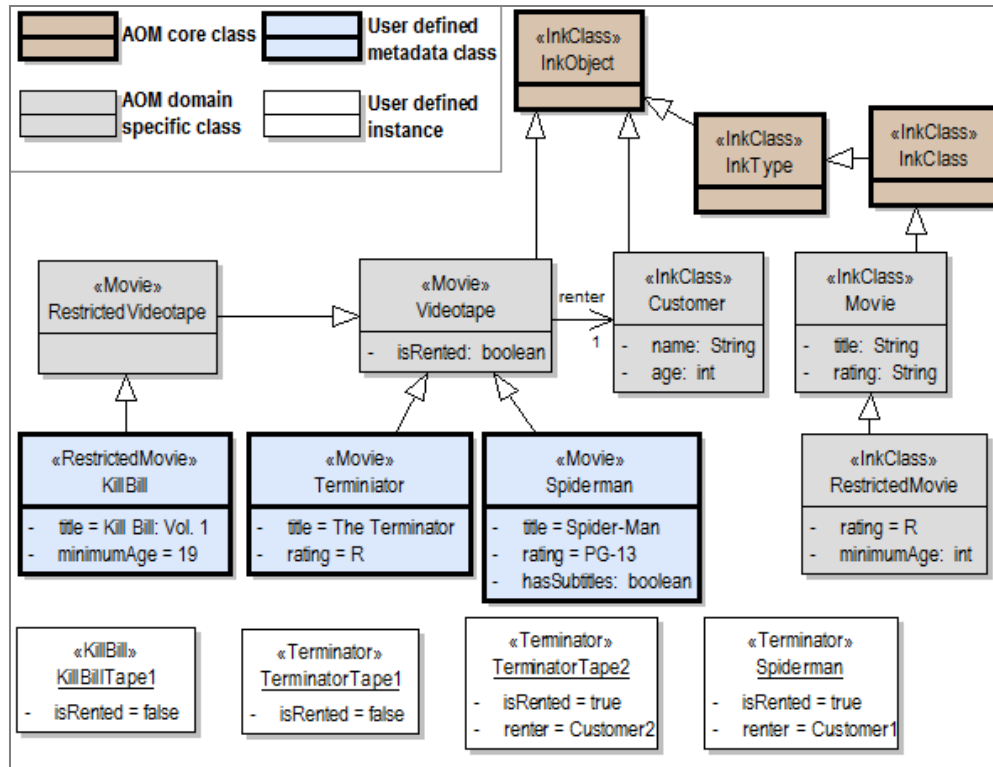 AOM core class
User defined
metadata class
AOM domain
specific class
User defined
instance
«InkClass»
InkObject
«InkClass»
InkType
«InkClass»
InkClass
«Movie»
RestrictedVideotape
«Movie»
Videotape
- isRented: boolean
renter
1
«InkClass»
Customer
- name: String
- age: int
«InkClass»
Movie
- title: String
- rating: String
«RestrictedMovie»
KillBill
- title = Kill Bill: Vol. 1
- minimumAge = 19
«Movie»
Terminiator
- title = The Terminator
- rating = R
«Movie»
Spiderman
- title = Spider-Man
- rating = PG-13
- hasSubtitles: boolean
«InkClass»
RestrictedMovie
- rating = R
- minimumAge: int
«KillBill»
KillBillTape1
- isRented = false
«Terminator»
TerminatorTape1
- isRented = false
«Terminator»
TerminatorTape2
- isRented = true
- renter = Customer2
«Terminator»
Spiderman
- isRented = true
- renter = Customer1